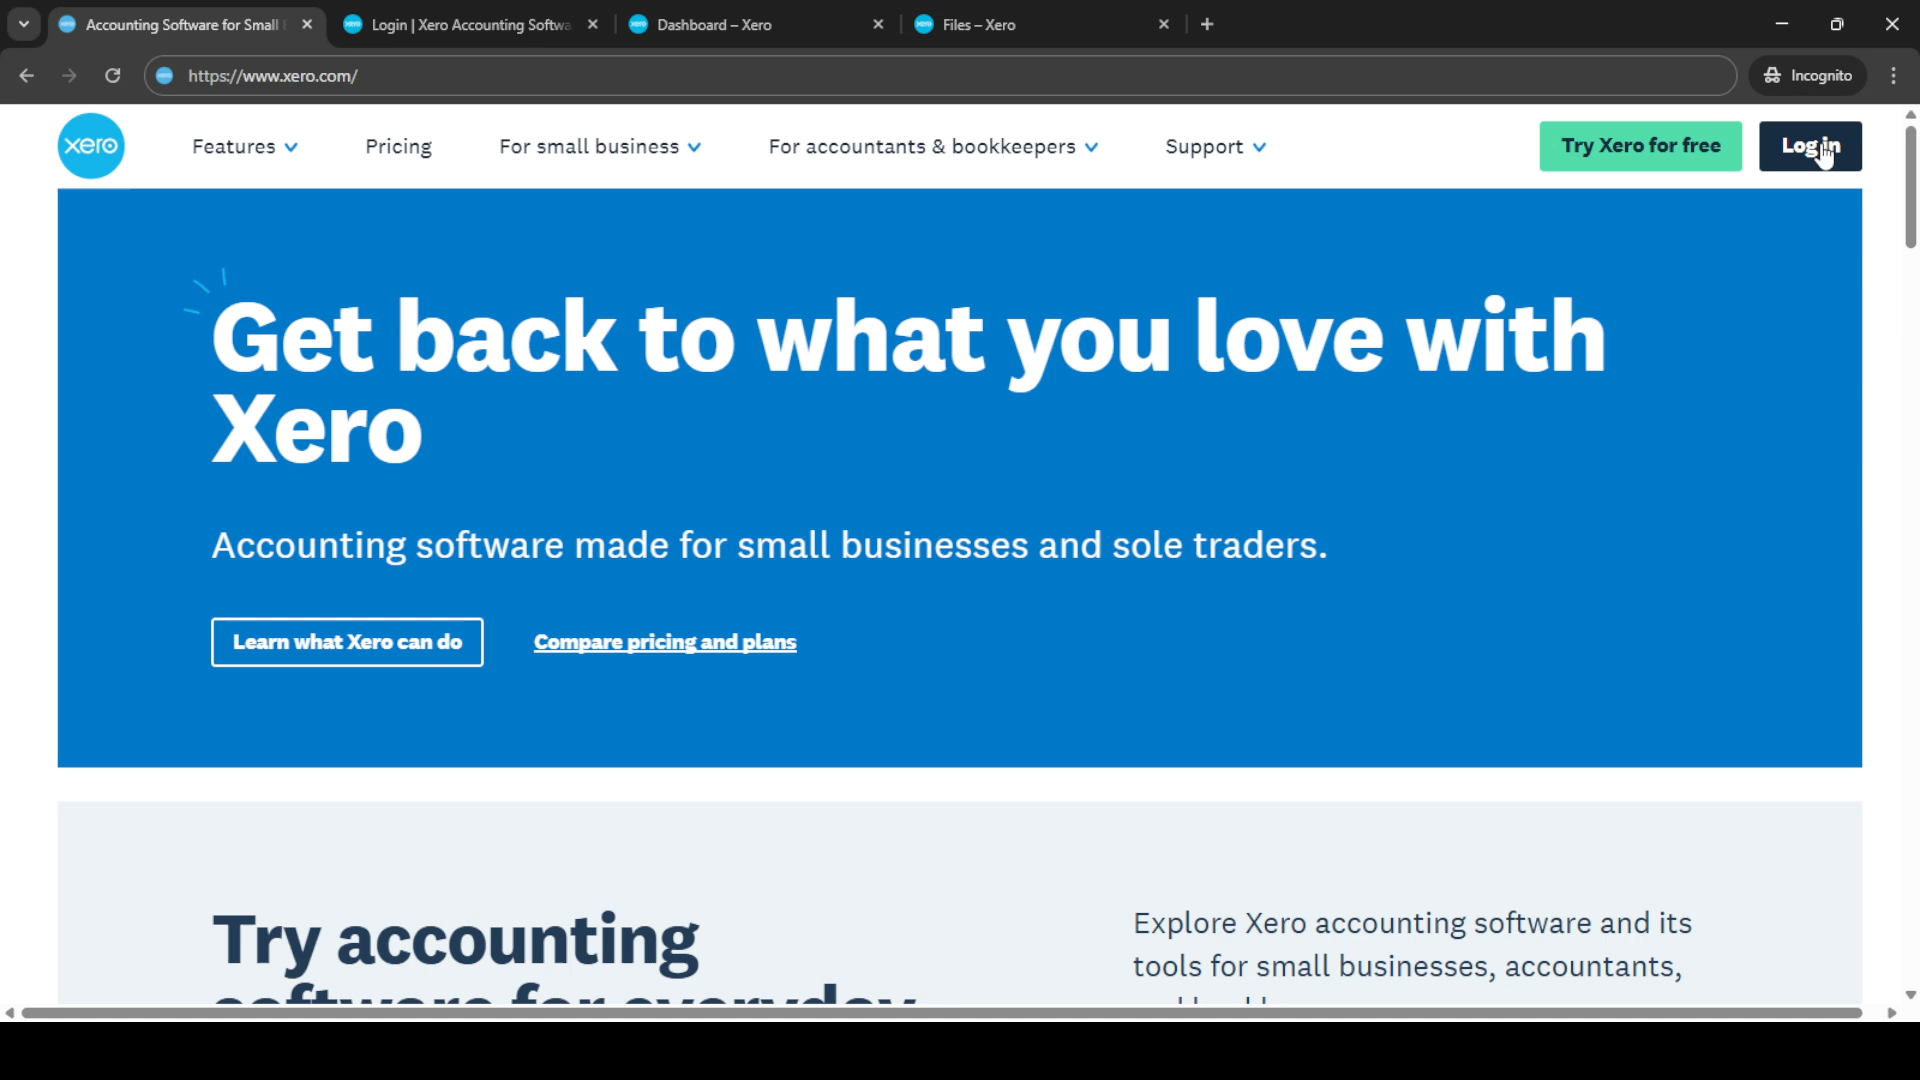 Accounting Software for Small
Login | Xero Accounting Softwa
Dashboard – Xero
Files – Xero
https://www.xero.com/
Incognito
xero
Features
Pricing
For small business
For accountants & bookkeepers
Support
Try Xero for free
Log in
Get back to what you love with
Xero
Accounting software made for small businesses and sole traders.
Learn what Xero can do
Compare pricing and plans
Try accounting
software for everyday
Explore Xero accounting software and its
tools for small businesses, accountants,